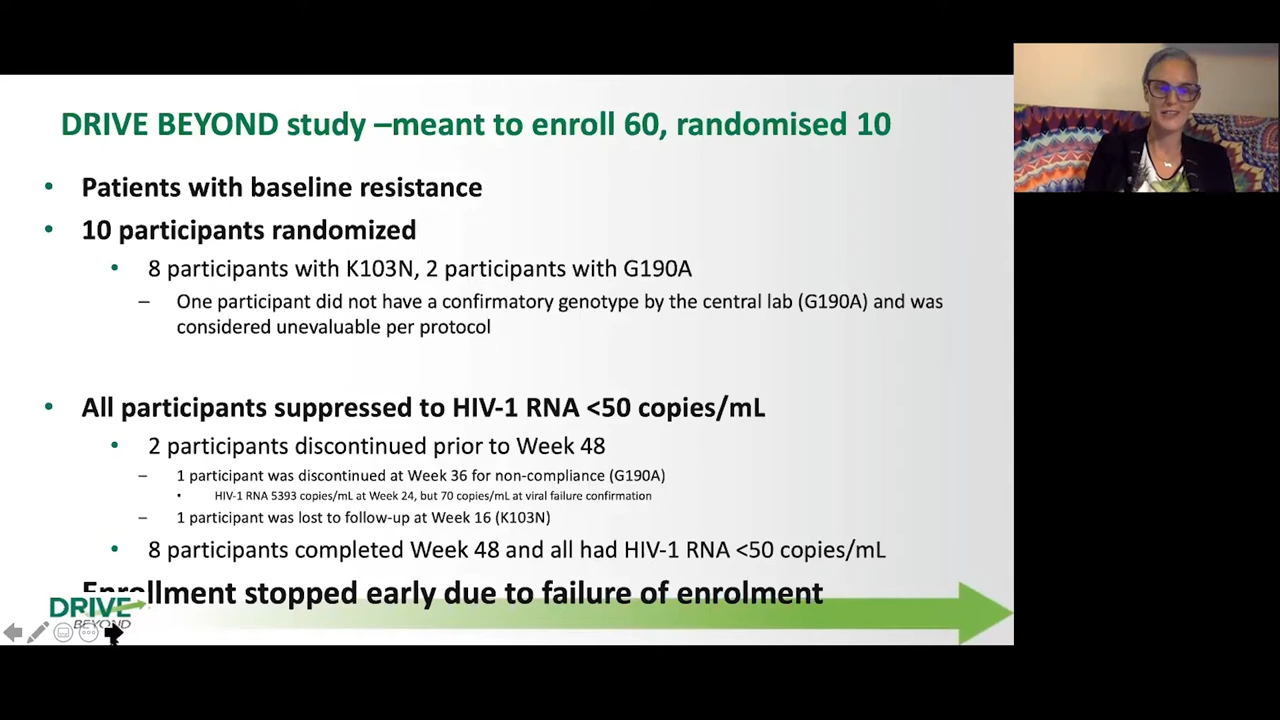 DRIVE BEYOND study –meant to enroll 60, randomised 10
• Patients with baseline resistance
• 10 participants randomized
• 8 participants with K103N, 2 participants with G190A
– One participant did not have a confirmatory genotype by the central lab (G190A) and was
considered unevaluable per protocol
• All participants suppressed to HIV-1 RNA <50 copies/mL
• 2 participants discontinued prior to Week 48
– 1 participant was discontinued at Week 36 for non-compliance (G190A)
• HIV-1 RNA 5393 copies/mL at Week 24, but 70 copies/mL at viral failure confirmation
– 1 participant was lost to follow-up at Week 16 (K103N)
• 8 participants completed Week 48 and all had HIV-1 RNA <50 copies/mL
Enrollment stopped early due to failure of enrolment
DRIVE
BEYOND